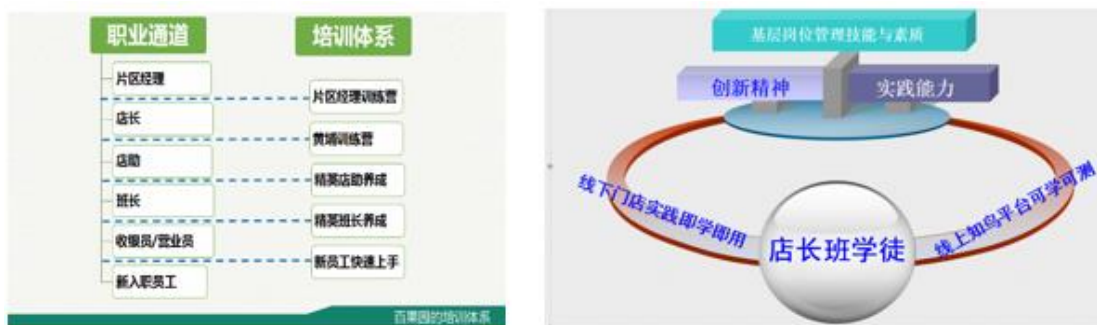 职业通道
培训体系
片区经理
片区经理训练营
店长
黄埔训练营
店助
精英店助养成
班长
精英班长养成
收银员/营业员
新员工快速上手
新入职员工
百果园的培训体系
基层岗位管理技能与素质
创新精神
实践能力
线下门店实践即学即用
线上知鸟平台可学可测
店长班学徒